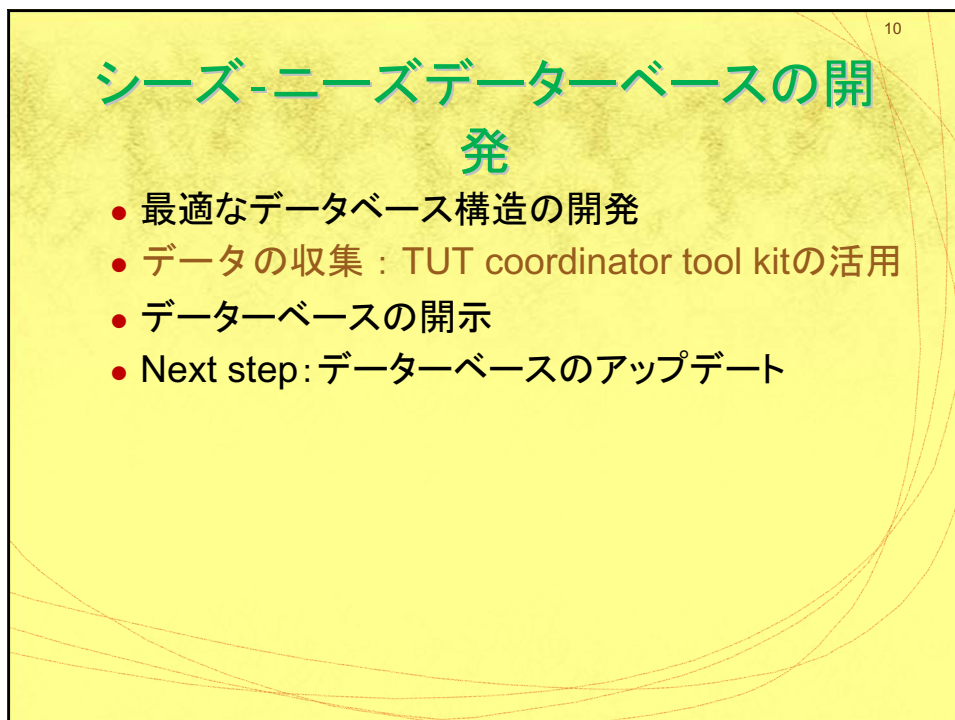 10
シーズ-ニーズデーターベースの開
発
● 最適なデータベース構造の開発
● データの収集：TUT coordinator tool kitの活用
● データーベースの開示
● Next step：データーベースのアップデート